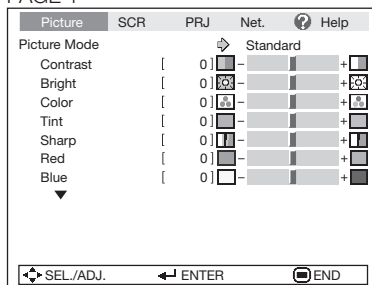 PAGE 1
Picture SCR PRJ Net. ? Help
Picture Mode ⇨ Standard
Contrast [ 0 ] - +
Bright [ 0 ] - +
Color [ 0 ] - +
Tint [ 0 ] - +
Sharp [ 0 ] - +
Red [ 0 ] - +
Blue [ 0 ] - +
▼
SEL./ADJ. ENTER END